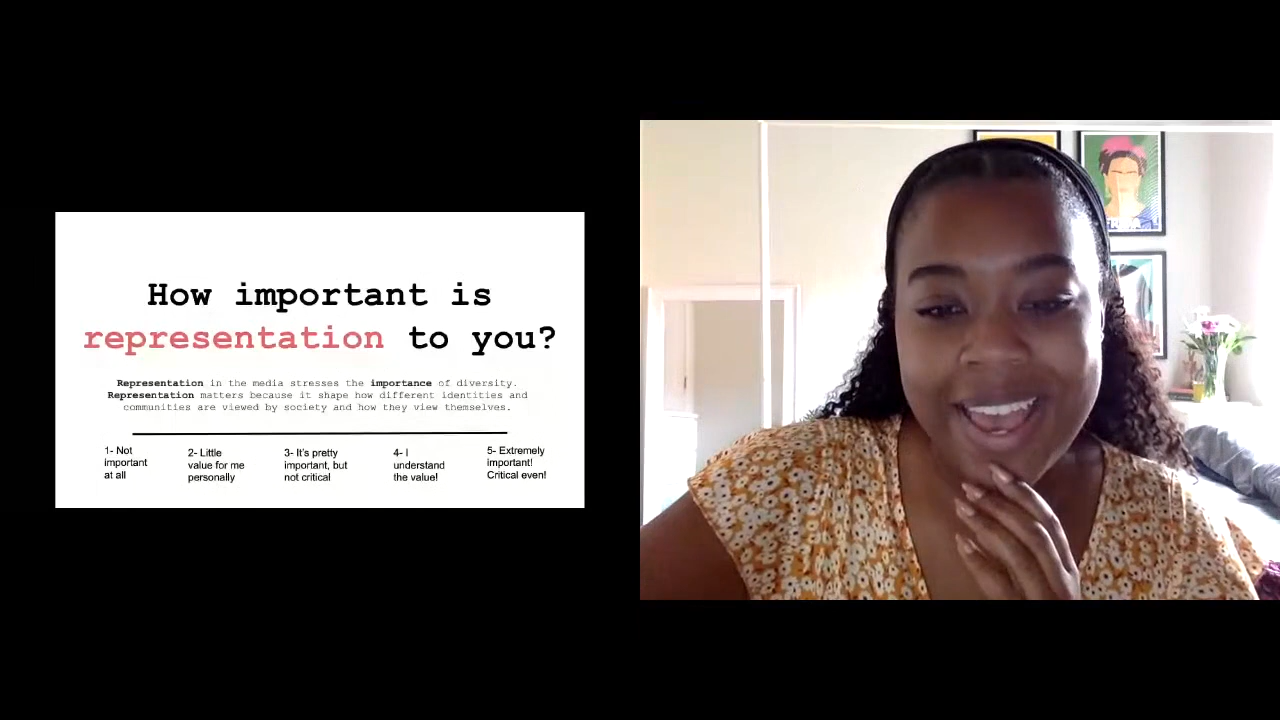 How important is
representation to you?
Representation in the media stresses the importance of diversity.
Representation matters because it shape how different identities and
communities are viewed by society and how they view themselves.
1- Not
important
at all
2- Little
value for me
personally
3- It's pretty
important, but
not critical
4- I
understand
the value!
5- Extremely
important!
Critical even!